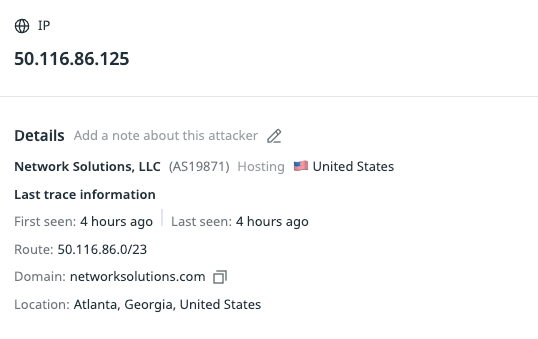 IP
50.116.86.125
Details Add a note about this attacker
Network Solutions, LLC (AS19871) Hosting United States
Last trace information
First seen: 4 hours ago Last seen: 4 hours ago
Route: 50.116.86.0/23
Domain: networksolutions.com
Location: Atlanta, Georgia, United States